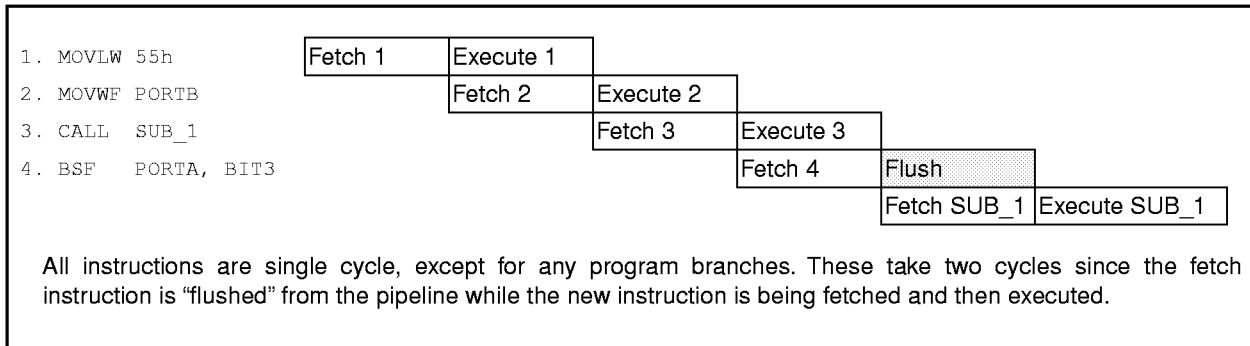 1. MOVLW 55h Fetch 1 Execute 1
2. MOVWF PORTB Fetch 2 Execute 2
3. CALL SUB_1 Fetch 3 Execute 3
4. BSF PORTA, BIT3 Fetch 4 Flush
Fetch SUB_1 Execute SUB_1
All instructions are single cycle, except for any program branches. These take two cycles since the fetch
instruction is “flushed” from the pipeline while the new instruction is being fetched and then executed.